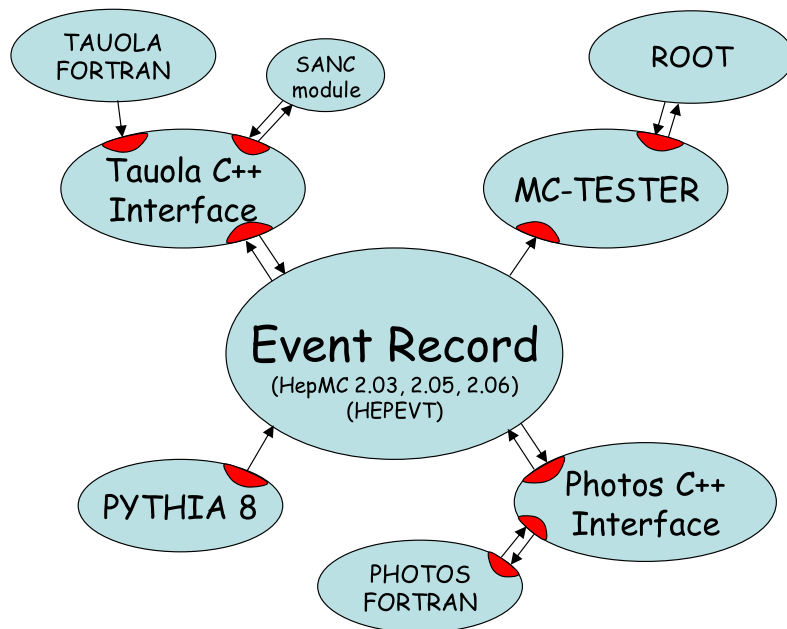 TAUOLA
FORTRAN
SANC
module
ROOT
Tauola C++
Interface
MC-TESTER
Event Record
(HepMC 2.03, 2.05, 2.06)
(HEPEVT)
PYTHIA 8
Photos C++
Interface
PHOTOS
FORTRAN